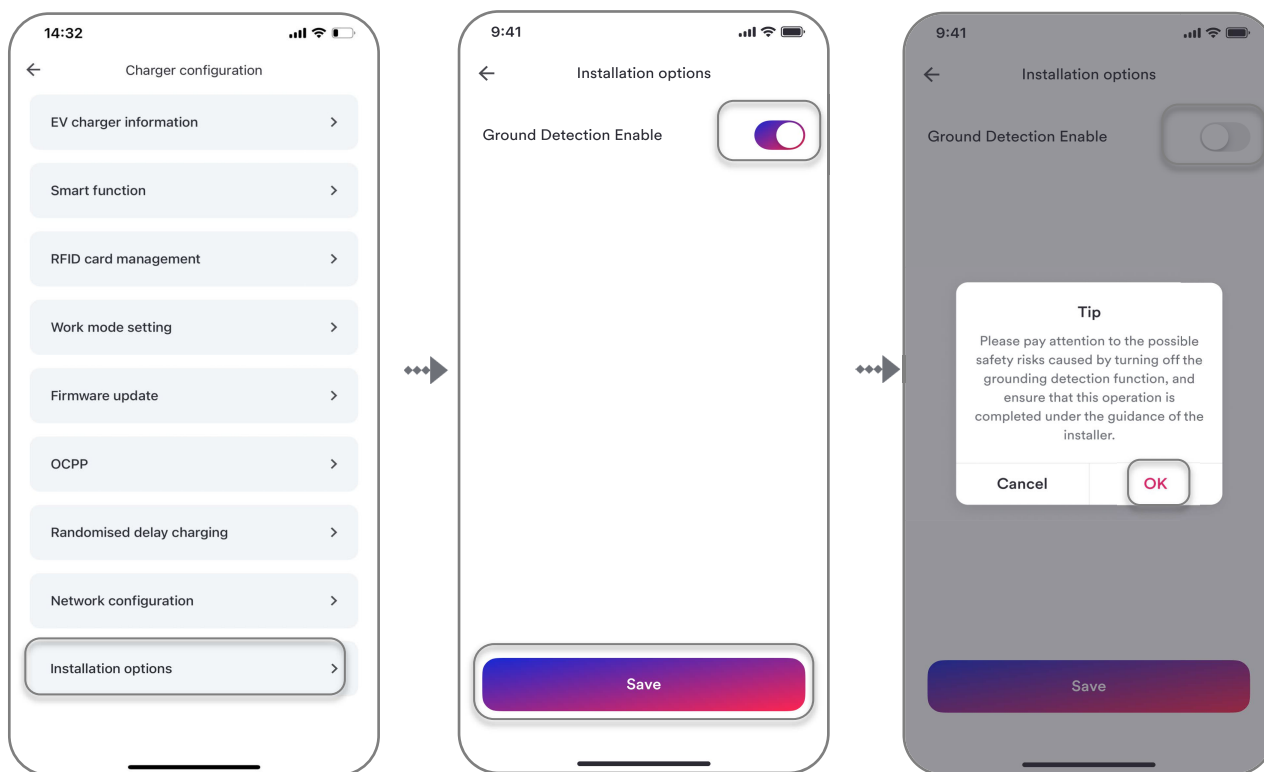 14:32
Charger configuration
EV charger information
Smart function
RFID card management
Work mode setting
Firmware update
OCPP
Randomised delay charging
Network configuration
Installation options
9:41
Installation options
Ground Detection Enable
Save
9:41
Installation options
Ground Detection Enable
Tip
Please pay attention to the possible
safety risks caused by turning off the
grounding detection function, and
ensure that this operation is
completed under the guidance of the
installer.
Cancel
OK
Save